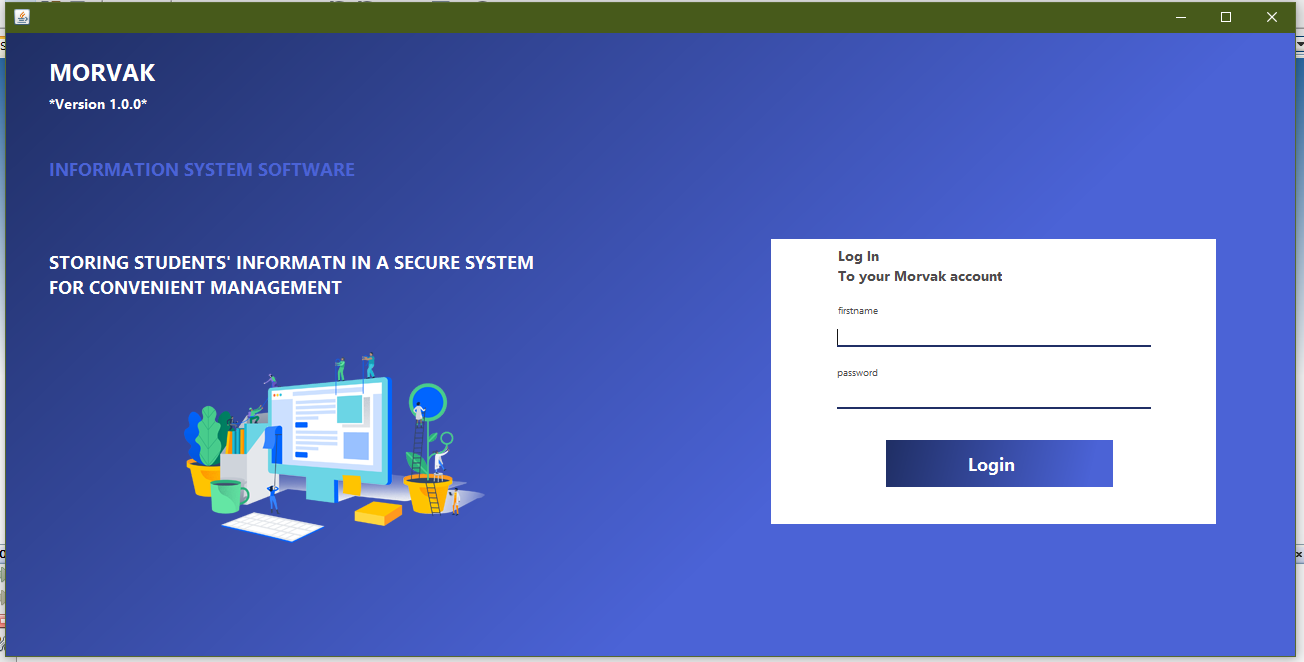 MORVAK
*Version 1.0.0*
INFORMATION SYSTEM SOFTWARE
STORING STUDENTS' INFORMATN IN A SECURE SYSTEM
FOR CONVENIENT MANAGEMENT
Log In
To your Morvak account
firstname
password
Login